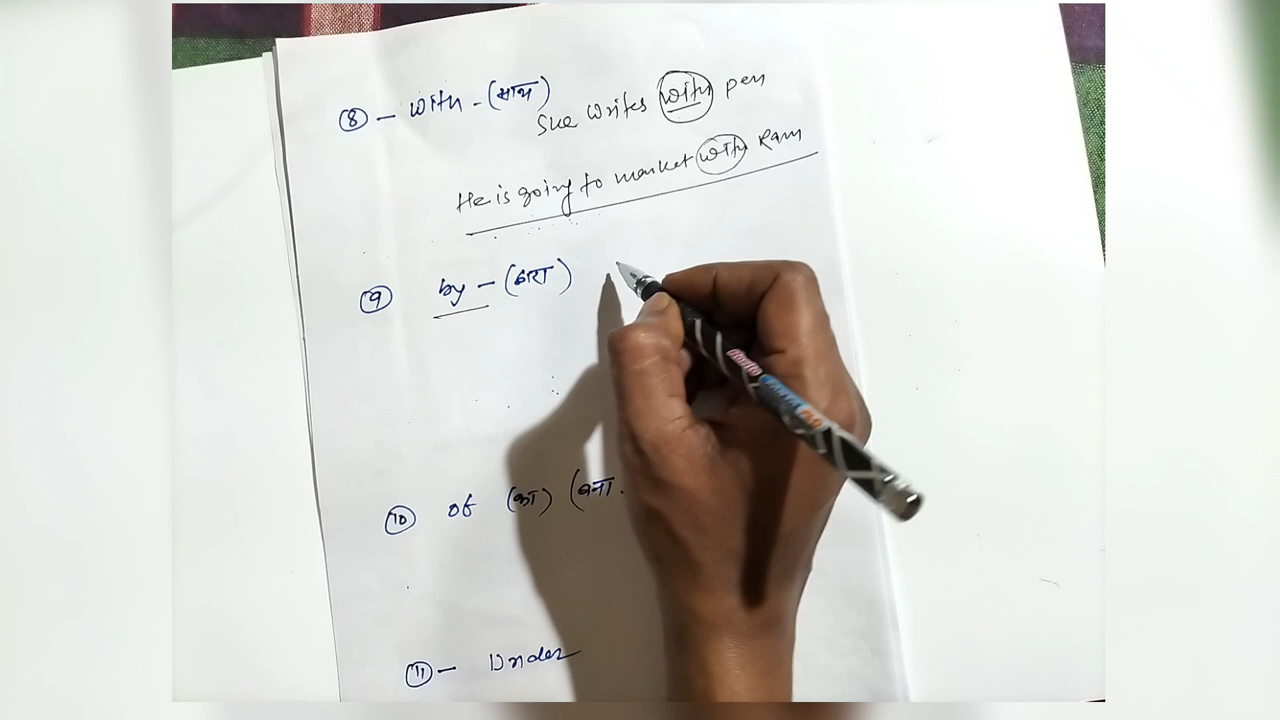 ⑧ - with - (साथ) She writes with pen
He is going to market with Ram
⑨ by - (द्वारा)
⑩ of (का) (बना.
⑪ - Under